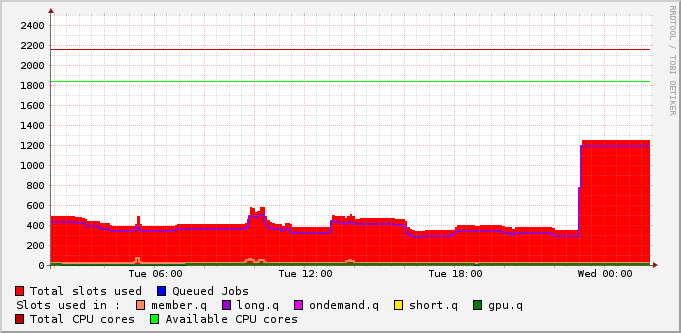 RRDTOOL / TOBI OETIKER
2400
2200
2000
1800
1600
1400
1200
1000
800
600
400
200
0
Tue 06:00 Tue 12:00 Tue 18:00 Wed 00:00
Total slots used Queued Jobs
Slots used in : member.q long.q ondemand.q short.q gpu.q
Total CPU cores Available CPU cores